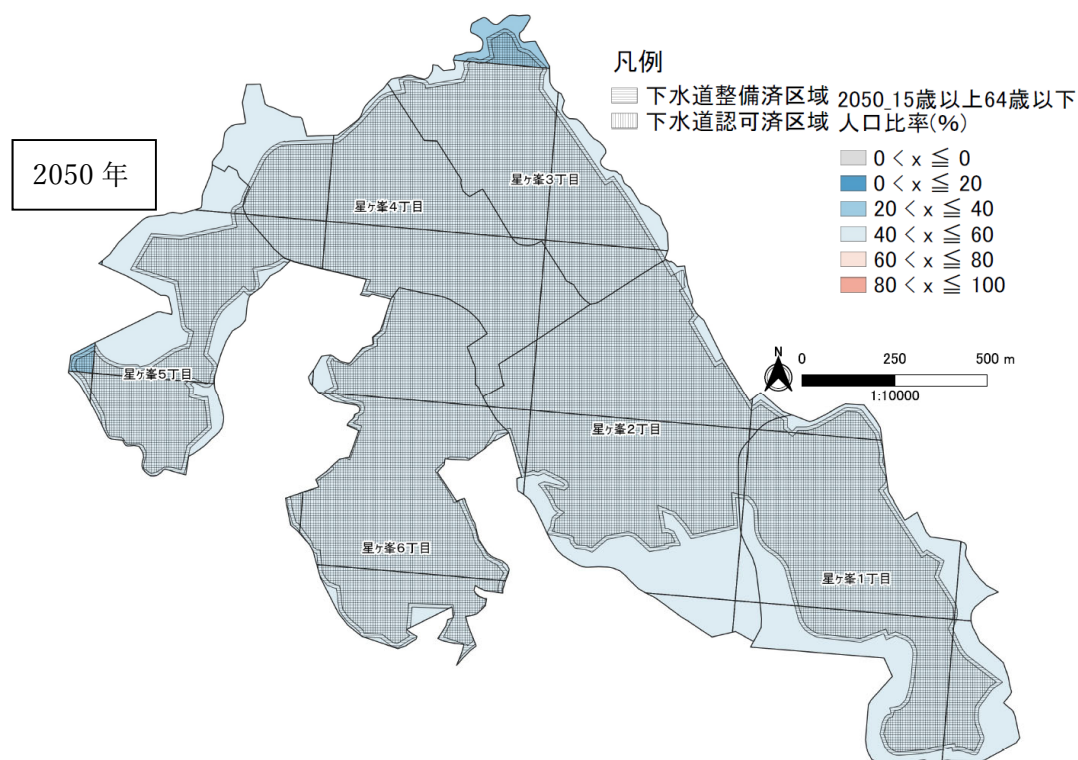 2050年
凡例
下水道整備済区域
下水道認可済区域
2050_15歳以上64歳以下
人口比率(%)
0 < x ≦ 0
0 < x ≦ 20
20 < x ≦ 40
40 < x ≦ 60
60 < x ≦ 80
80 < x ≦ 100
N
0 250 500 m
1:10000
星ヶ峯3丁目
星ヶ峯4丁目
星ヶ峯5丁目
星ヶ峯2丁目
星ヶ峯6丁目
星ヶ峯1丁目